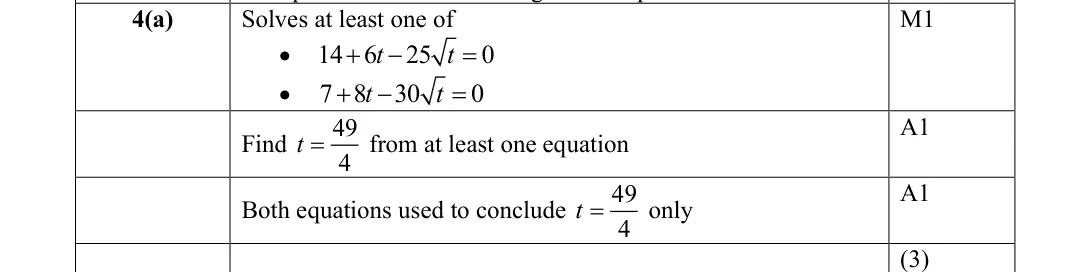 4(a) Solves at least one of M1
• 14 + 6t − 25√t = 0
• 7 + 8t − 30√t = 0
Find t = 49/4 from at least one equation A1
Both equations used to conclude t = 49/4 only A1
(3)